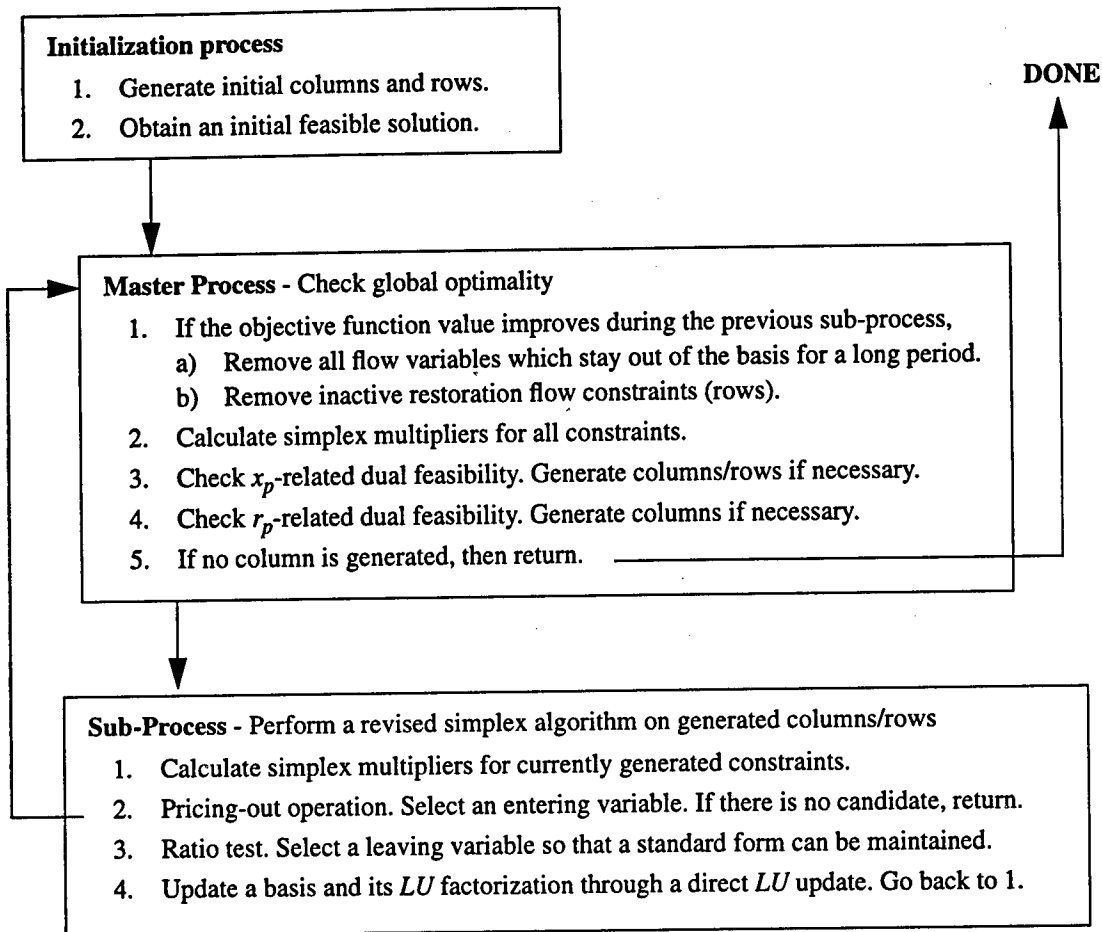 Initialization process
1. Generate initial columns and rows.
2. Obtain an initial feasible solution.
DONE
Master Process - Check global optimality
1. If the objective function value improves during the previous sub-process,
a) Remove all flow variables which stay out of the basis for a long period.
b) Remove inactive restoration flow constraints (rows).
2. Calculate simplex multipliers for all constraints.
3. Check xp-related dual feasibility. Generate columns/rows if necessary.
4. Check rp-related dual feasibility. Generate columns if necessary.
5. If no column is generated, then return.
Sub-Process - Perform a revised simplex algorithm on generated columns/rows
1. Calculate simplex multipliers for currently generated constraints.
2. Pricing-out operation. Select an entering variable. If there is no candidate, return.
3. Ratio test. Select a leaving variable so that a standard form can be maintained.
4. Update a basis and its LU factorization through a direct LU update. Go back to 1.